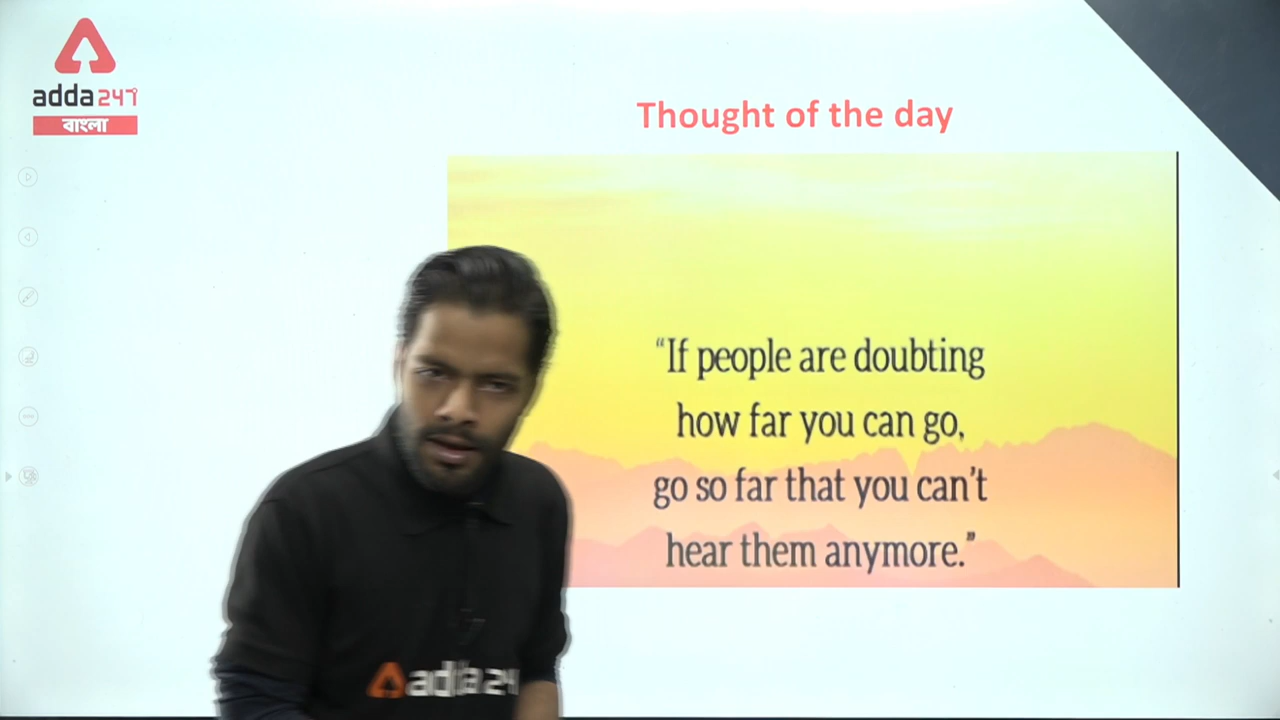 adda247
বাংলা
Thought of the day
“If people are doubting
how far you can go,
go so far that you can't
hear them anymore.”
adda24